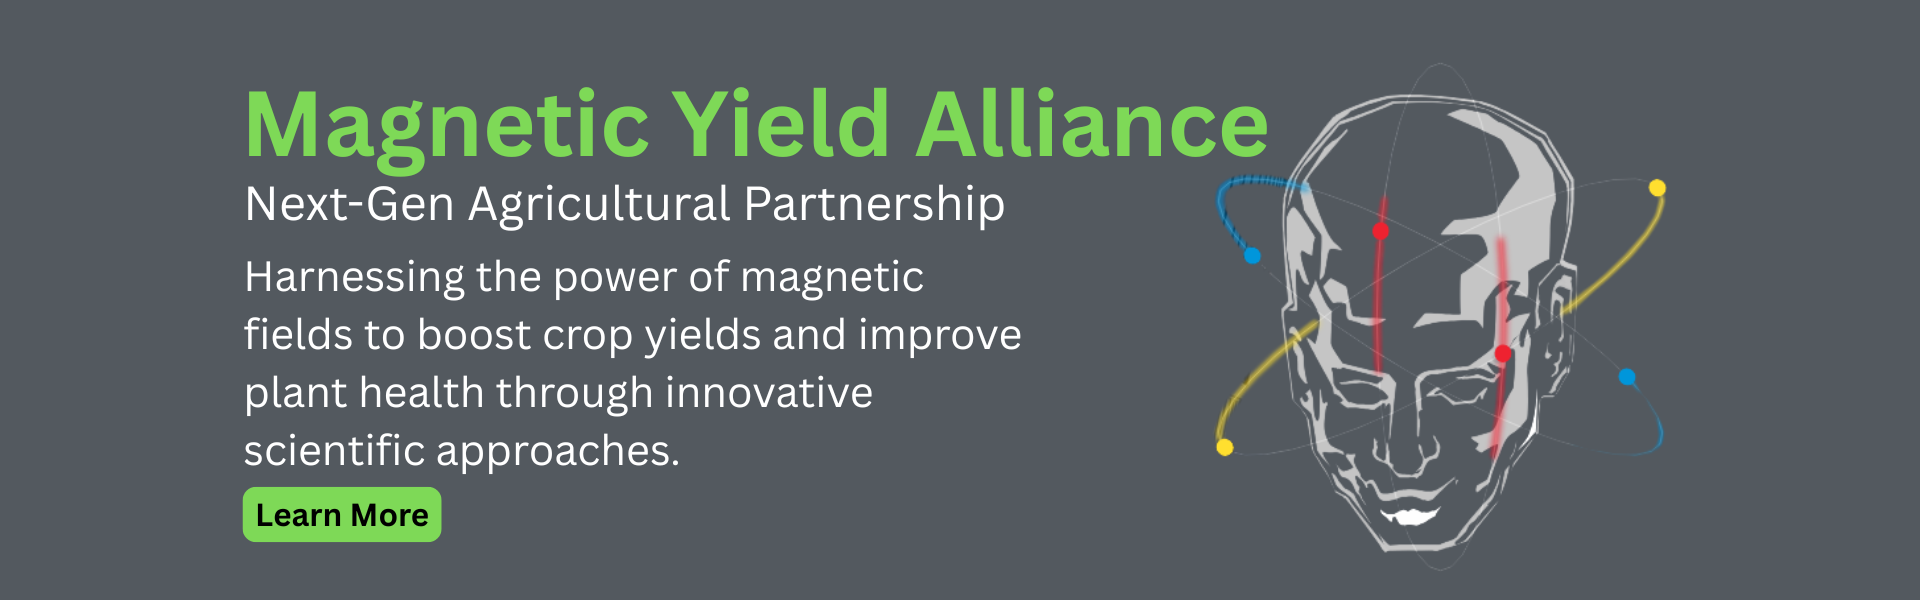 Magnetic Yield Alliance
Next-Gen Agricultural Partnership
Harnessing the power of magnetic
fields to boost crop yields and improve
plant health through innovative
scientific approaches.
Learn More